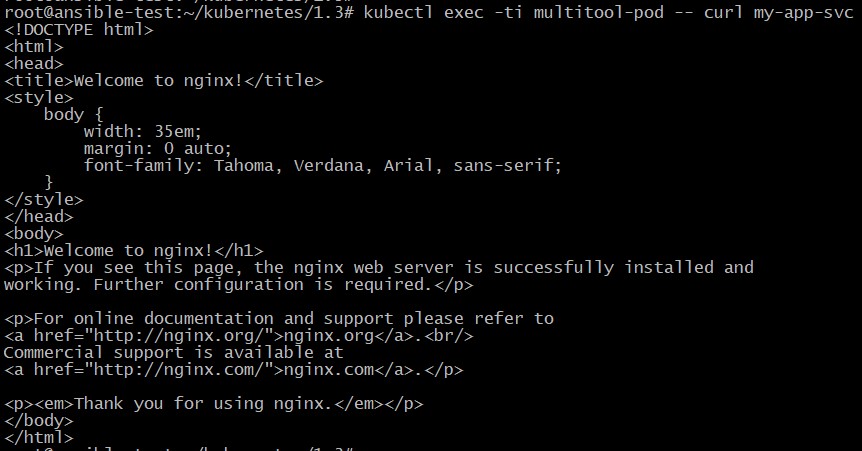 root@ansible-test:~/kubernetes/1.3# kubectl exec -ti multitool-pod -- curl my-app-svc
<!DOCTYPE html>
<html>
<head>
<title>Welcome to nginx!</title>
<style>
    body {
        width: 35em;
        margin: 0 auto;
        font-family: Tahoma, Verdana, Arial, sans-serif;
    }
</style>
</head>
<body>
<h1>Welcome to nginx!</h1>
<p>If you see this page, the nginx web server is successfully installed and
working. Further configuration is required.</p>

<p>For online documentation and support please refer to
<a href="http://nginx.org/">nginx.org</a>.<br/>
Commercial support is available at
<a href="http://nginx.com/">nginx.com</a>.</p>

<p><em>Thank you for using nginx.</em></p>
</body>
</html>